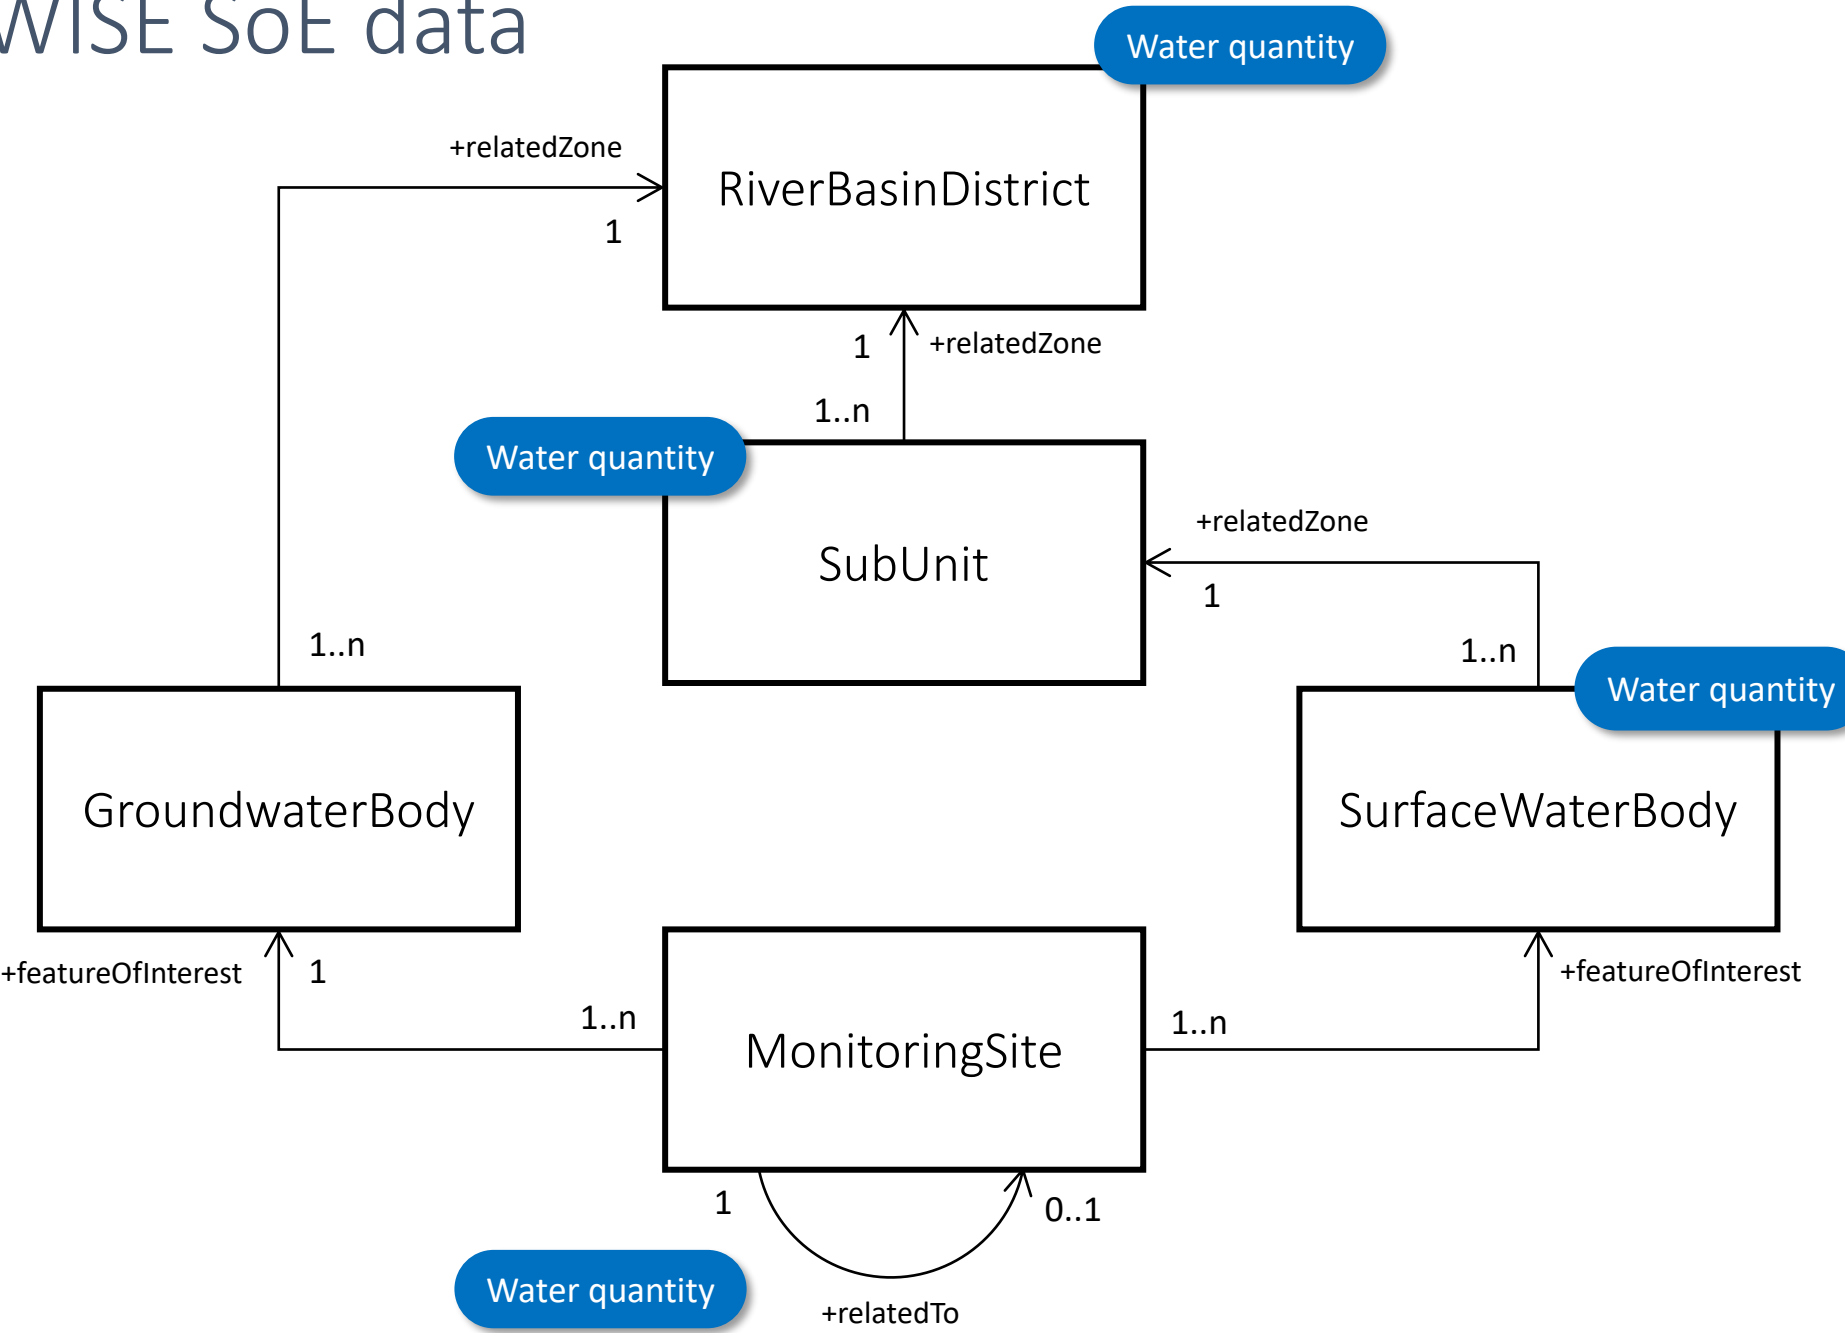 WISE SoE data
Water quantity
+relatedZone
RiverBasinDistrict
1
1
+relatedZone
1..n
Water quantity
+relatedZone
SubUnit
1
1..n
1..n
Water quantity
GroundwaterBody
SurfaceWaterBody
+featureOfInterest
1
+featureOfInterest
1..n
1..n
MonitoringSite
1
0..1
Water quantity
+relatedTo